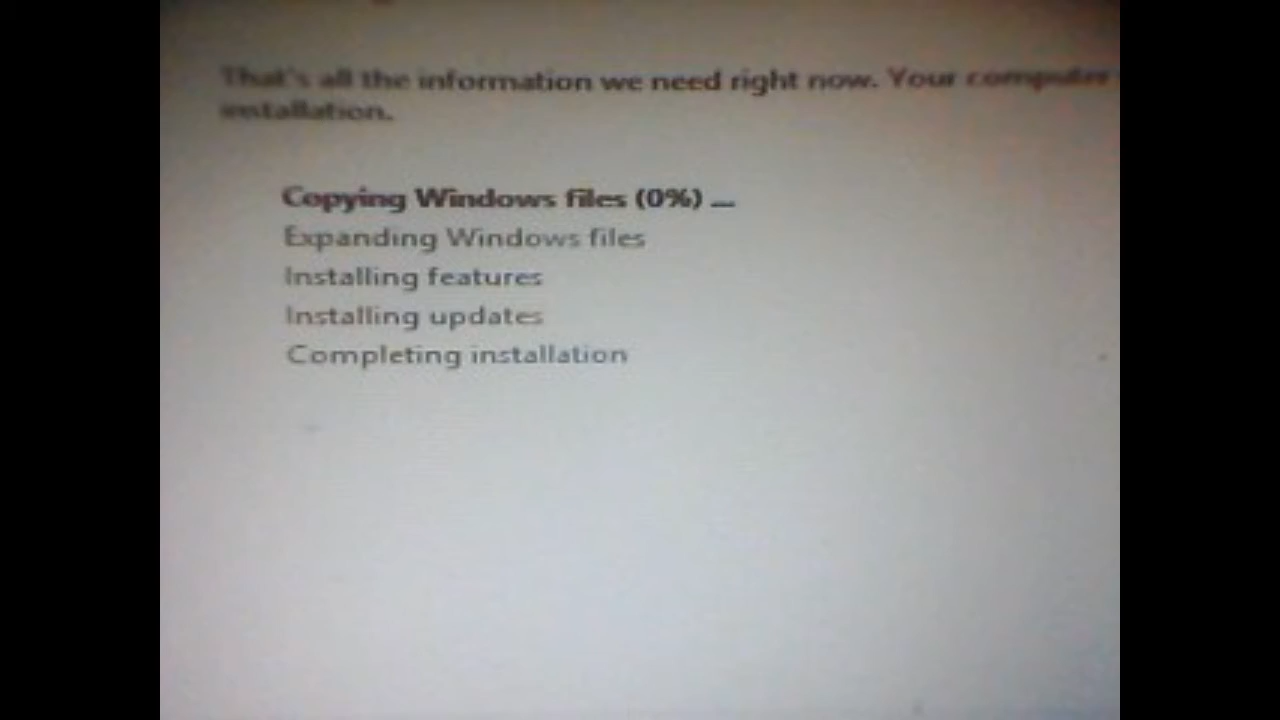 That's all the information we need right now. Your computer
installation.
Copying Windows files (0%) ...
Expanding Windows files
Installing features
Installing updates
Completing installation